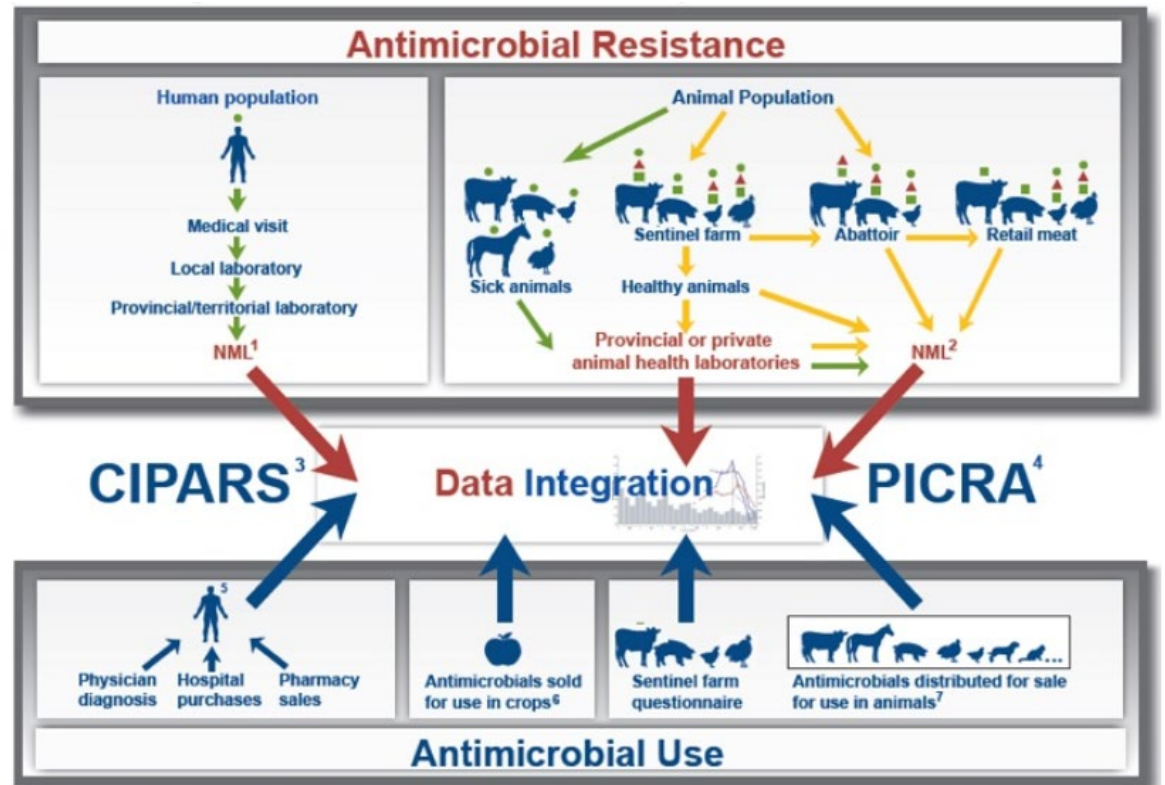 Antimicrobial Resistance
Human population
Medical visit
Local laboratory
Provincial/territorial laboratory
NML1
Animal Population
Sick animals
Sentinel farm
Abattoir
Retail meat
Healthy animals
Provincial or private
animal health laboratories
NML2
CIPARS3
Data Integration
PICRA4
5
Physician
diagnosis
Hospital
purchases
Pharmacy
sales
Antimicrobials sold
for use in crops6
Sentinel farm
questionnaire
...
Antimicrobials distributed for sale
for use in animals7
Antimicrobial Use